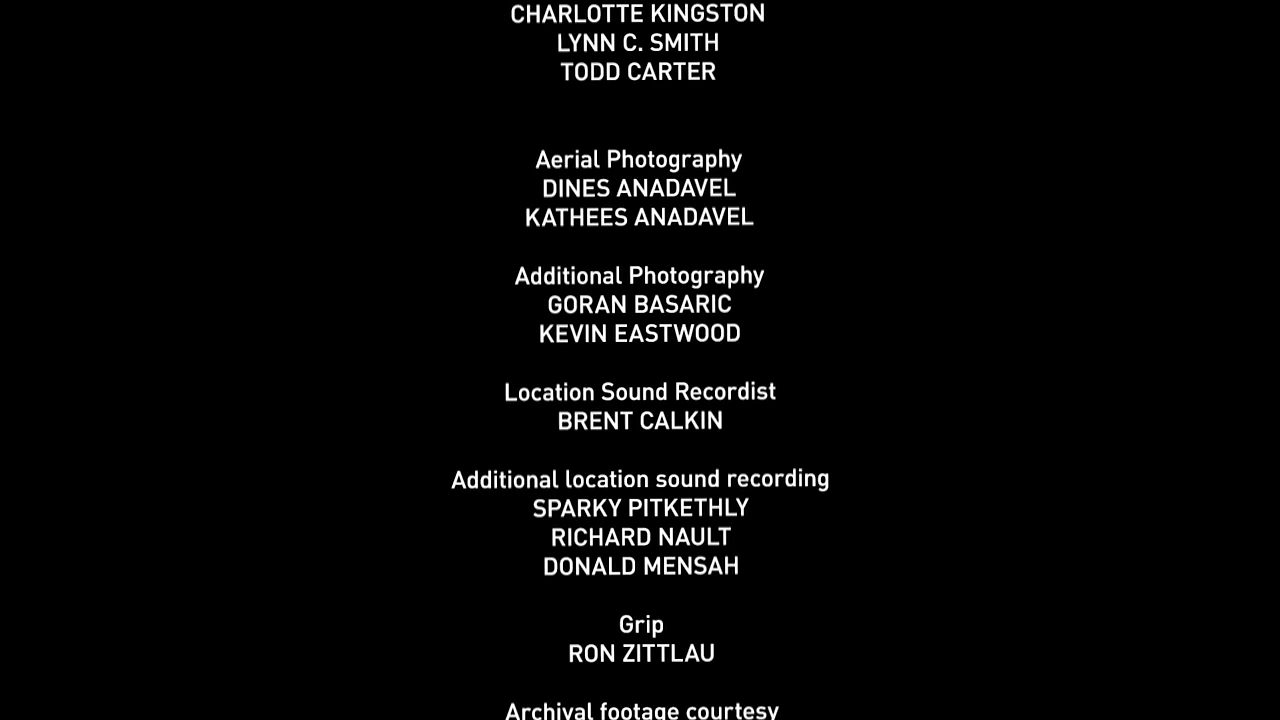 CHARLOTTE KINGSTON
LYNN C. SMITH
TODD CARTER
Aerial Photography
DINES ANADAVEL
KATHEES ANADAVEL
Additional Photography
GORAN BASARIC
KEVIN EASTWOOD
Location Sound Recordist
BRENT CALKIN
Additional location sound recording
SPARKY PITKETHLY
RICHARD NAULT
DONALD MENSAH
Grip
RON ZITTLAU
Archival footage courtesy